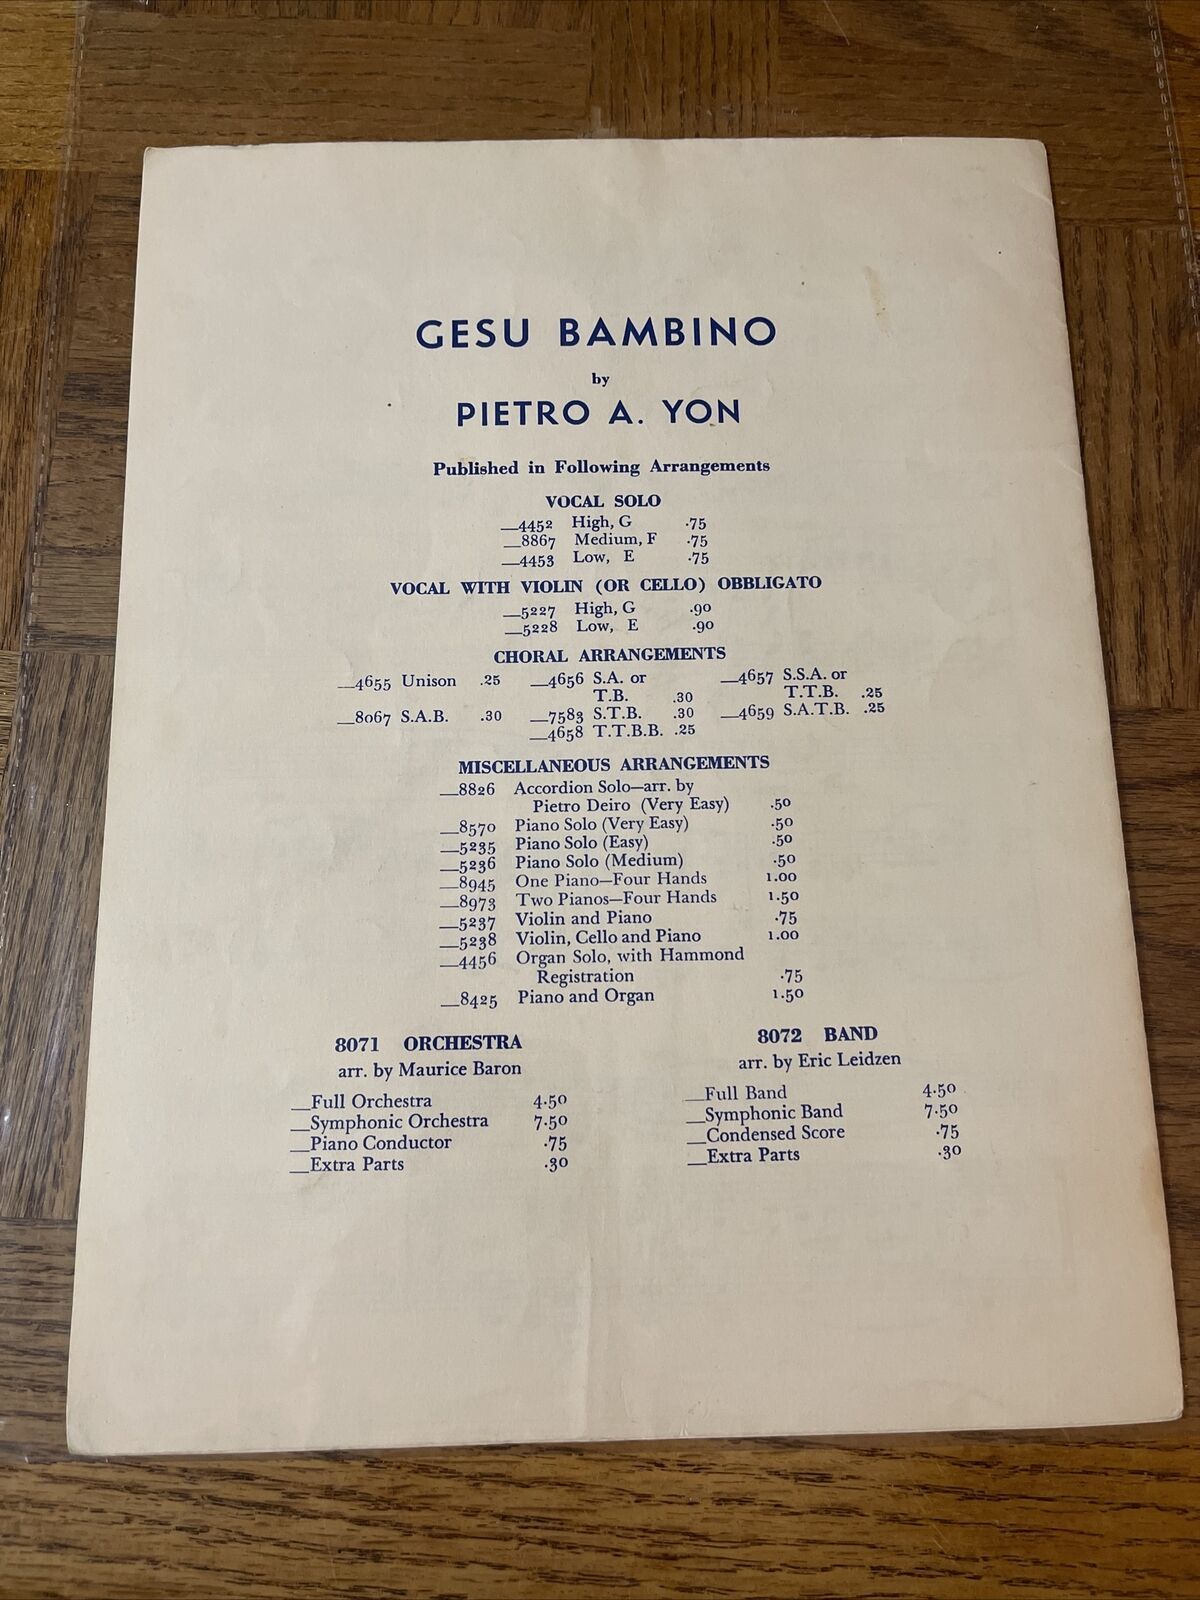 GESU BAMBINO
by
PIETRO A. YON
Published in Following Arrangements
VOCAL SOLO
__4452 High, G .75
__8867 Medium, F .75
__4453 Low, E .75
VOCAL WITH VIOLIN (OR CELLO) OBBLIGATO
__5227 High, G .90
__5228 Low, E .90
CHORAL ARRANGEMENTS
__4655 Unison .25 __4656 S.A. or __4657 S.S.A. or
T.B. .30 T.T.B. .25
__8067 S.A.B. .30 __7583 S.T.B. .30 __4659 S.A.T.B. .25
__4658 T.T.B.B. .25
MISCELLANEOUS ARRANGEMENTS
__8826 Accordion Solo—arr. by
Pietro Deiro (Very Easy) .50
__8570 Piano Solo (Very Easy) .50
__5235 Piano Solo (Easy) .50
__5236 Piano Solo (Medium) .50
__8945 One Piano—Four Hands 1.00
__8973 Two Pianos—Four Hands 1.50
__5237 Violin and Piano .75
__5238 Violin, Cello and Piano 1.00
__4456 Organ Solo, with Hammond
Registration .75
__8425 Piano and Organ 1.50
8071 ORCHESTRA
arr. by Maurice Baron
__Full Orchestra 4.50
__Symphonic Orchestra 7.50
__Piano Conductor .75
__Extra Parts .30
8072 BAND
arr. by Eric Leidzen
__Full Band 4.50
__Symphonic Band 7.50
__Condensed Score .75
__Extra Parts .30